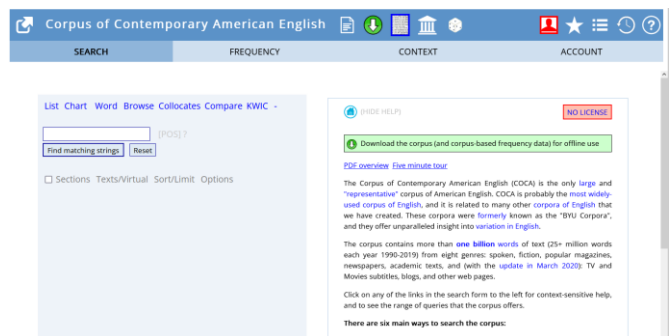 Corpus of Contemporary American English
SEARCH FREQUENCY CONTEXT ACCOUNT
List Chart Word Browse Collocates Compare KWIC -
[POS] ?
Find matching strings Reset
Sections Texts/Virtual Sort/Limit Options
(HIDE HELP) NO LICENSE
Download the corpus (and corpus-based frequency data) for offline use
PDF overview Five minute tour
The Corpus of Contemporary American English (COCA) is the only large and
"representative" corpus of American English. COCA is probably the most widely-
used corpus of English, and it is related to many other corpora of English that
we have created. These corpora were formerly known as the "BYU Corpora",
and they offer unparalleled insight into variation in English.
The corpus contains more than one billion words of text (25+ million words
each year 1990-2019) from eight genres: spoken, fiction, popular magazines,
newspapers, academic texts, and (with the update in March 2020): TV and
Movies subtitles, blogs, and other web pages.
Click on any of the links in the search form to the left for context-sensitive help,
and to see the range of queries that the corpus offers.
There are six main ways to search the corpus: